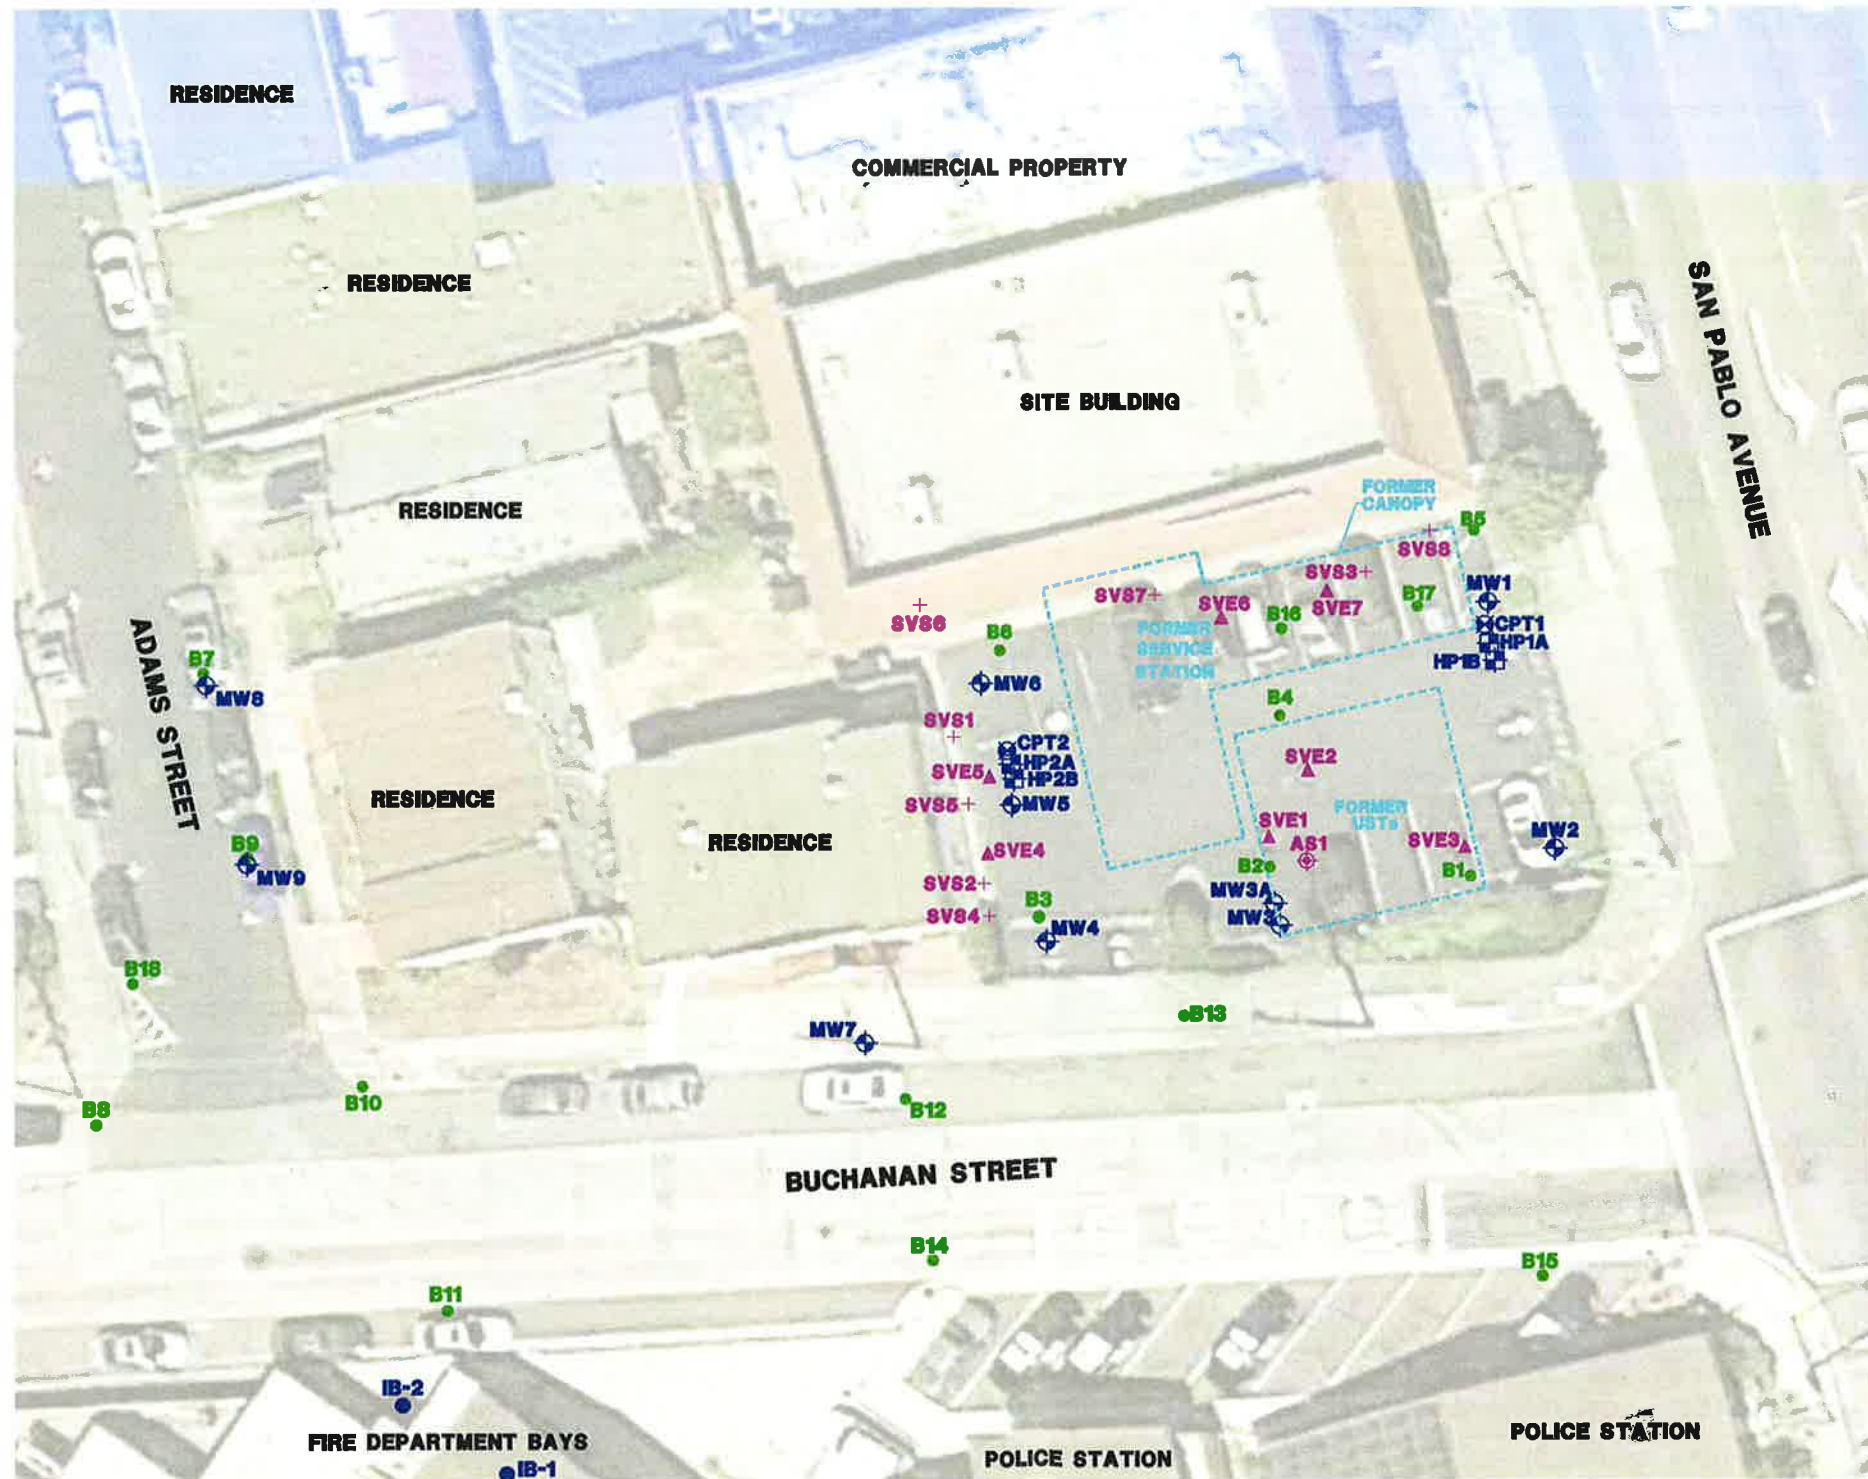 RESIDENCE
COMMERCIAL PROPERTY
RESIDENCE
SAN PABLO AVENUE
SITE BUILDING
FORMER
CANOPY
RESIDENCE
B5
SVS8
SVS3
MW1
SVS7
SVE6
SVE7
B17
SVS6
B16
CPT1
B6
FORMER
SERVICE
STATION
HP1A
HP1B
ADAMS STREET
B7
MW8
MW6
B4
SVS1
CPT2
SVE2
HP2A
SVE5
HP2B
RESIDENCE
SVS5
MW5
FORMER
USTs
SVE1
MW2
B9
RESIDENCE
SVE4
AS1
SVE3
MW9
SVS2
B2
B1
MW3A
B3
SVS4
MW3
MW4
B18
B13
MW7
B8
B10
B12
BUCHANAN STREET
B14
B15
B11
IB-2
FIRE DEPARTMENT BAYS
POLICE STATION
POLICE STATION
IB-1